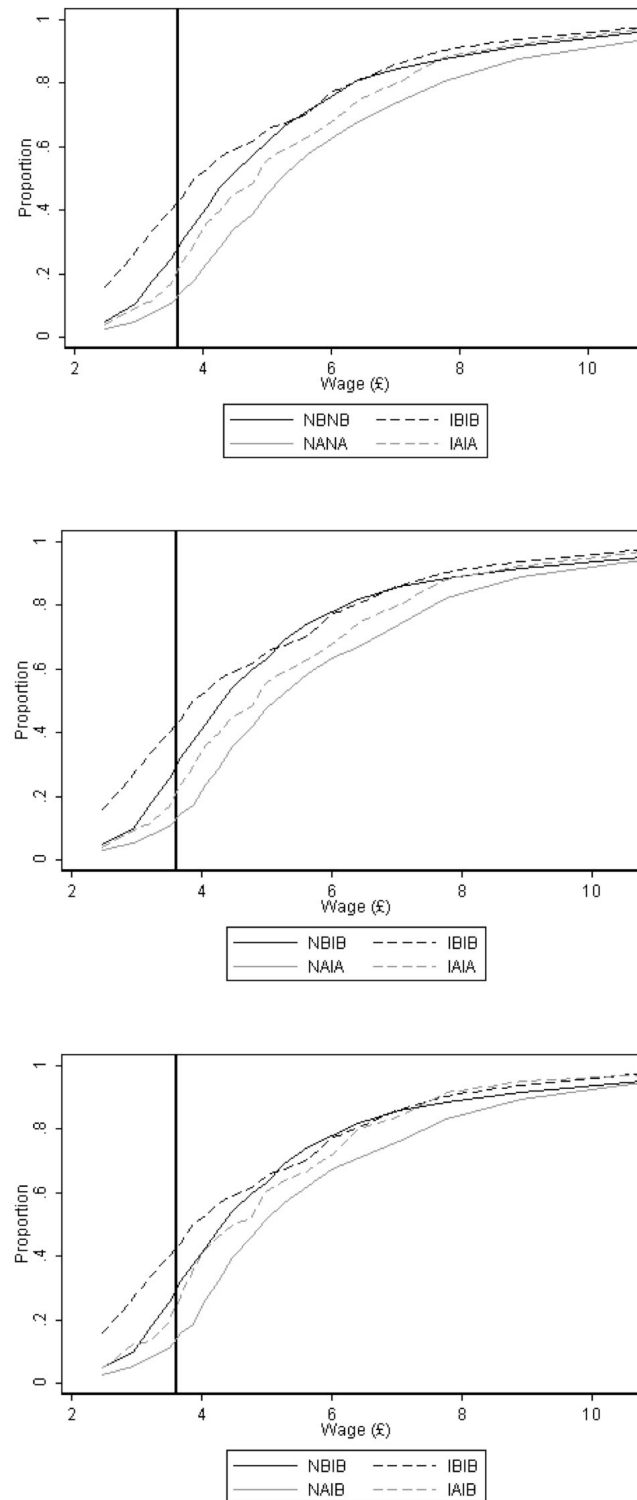 1
.8
.6
.4
.2
0
Proportion
2 4 6 8 10
Wage (£)
NBNB IBIB
NANA IAIA
1
.8
.6
.4
.2
0
Proportion
2 4 6 8 10
Wage (£)
NBIB IBIB
NAIA IAIA
1
.8
.6
.4
.2
0
Proportion
2 4 6 8 10
Wage (£)
NBIB IBIB
NAIB IAIB